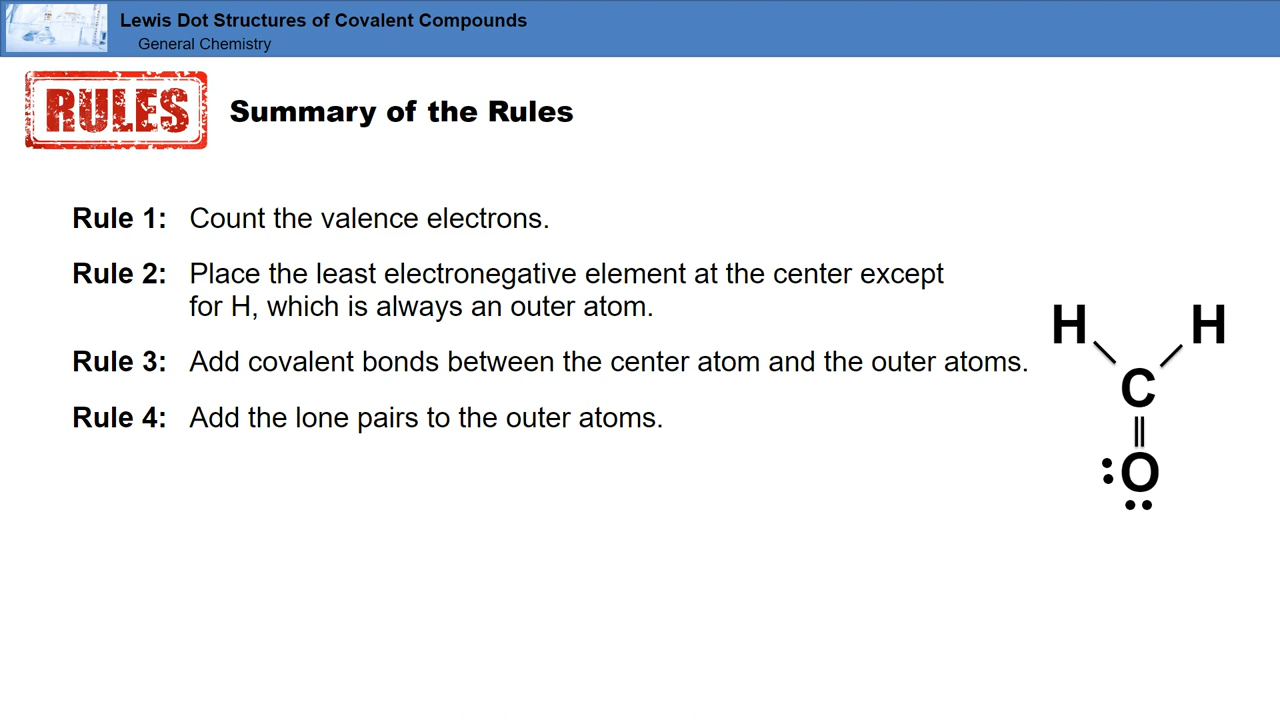 Lewis Dot Structures of Covalent Compounds
General Chemistry
RULES
Summary of the Rules
Rule 1: Count the valence electrons.
Rule 2: Place the least electronegative element at the center except
for H, which is always an outer atom.
Rule 3: Add covalent bonds between the center atom and the outer atoms.
Rule 4: Add the lone pairs to the outer atoms.
H H
C
O